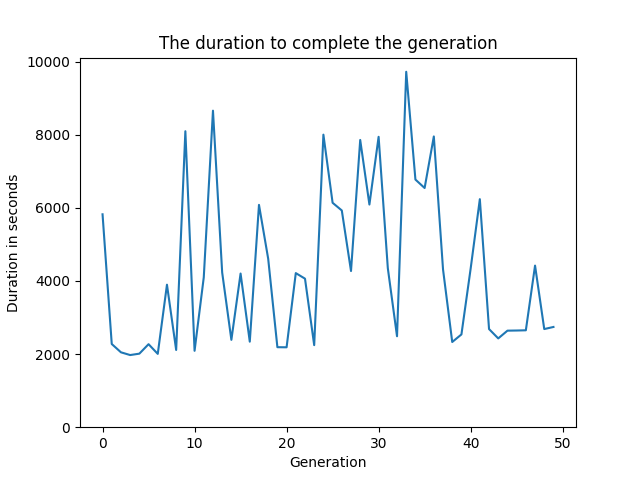 The duration to complete the generation
10000
8000
6000
4000
2000
0
Duration in seconds
0 10 20 30 40 50
Generation